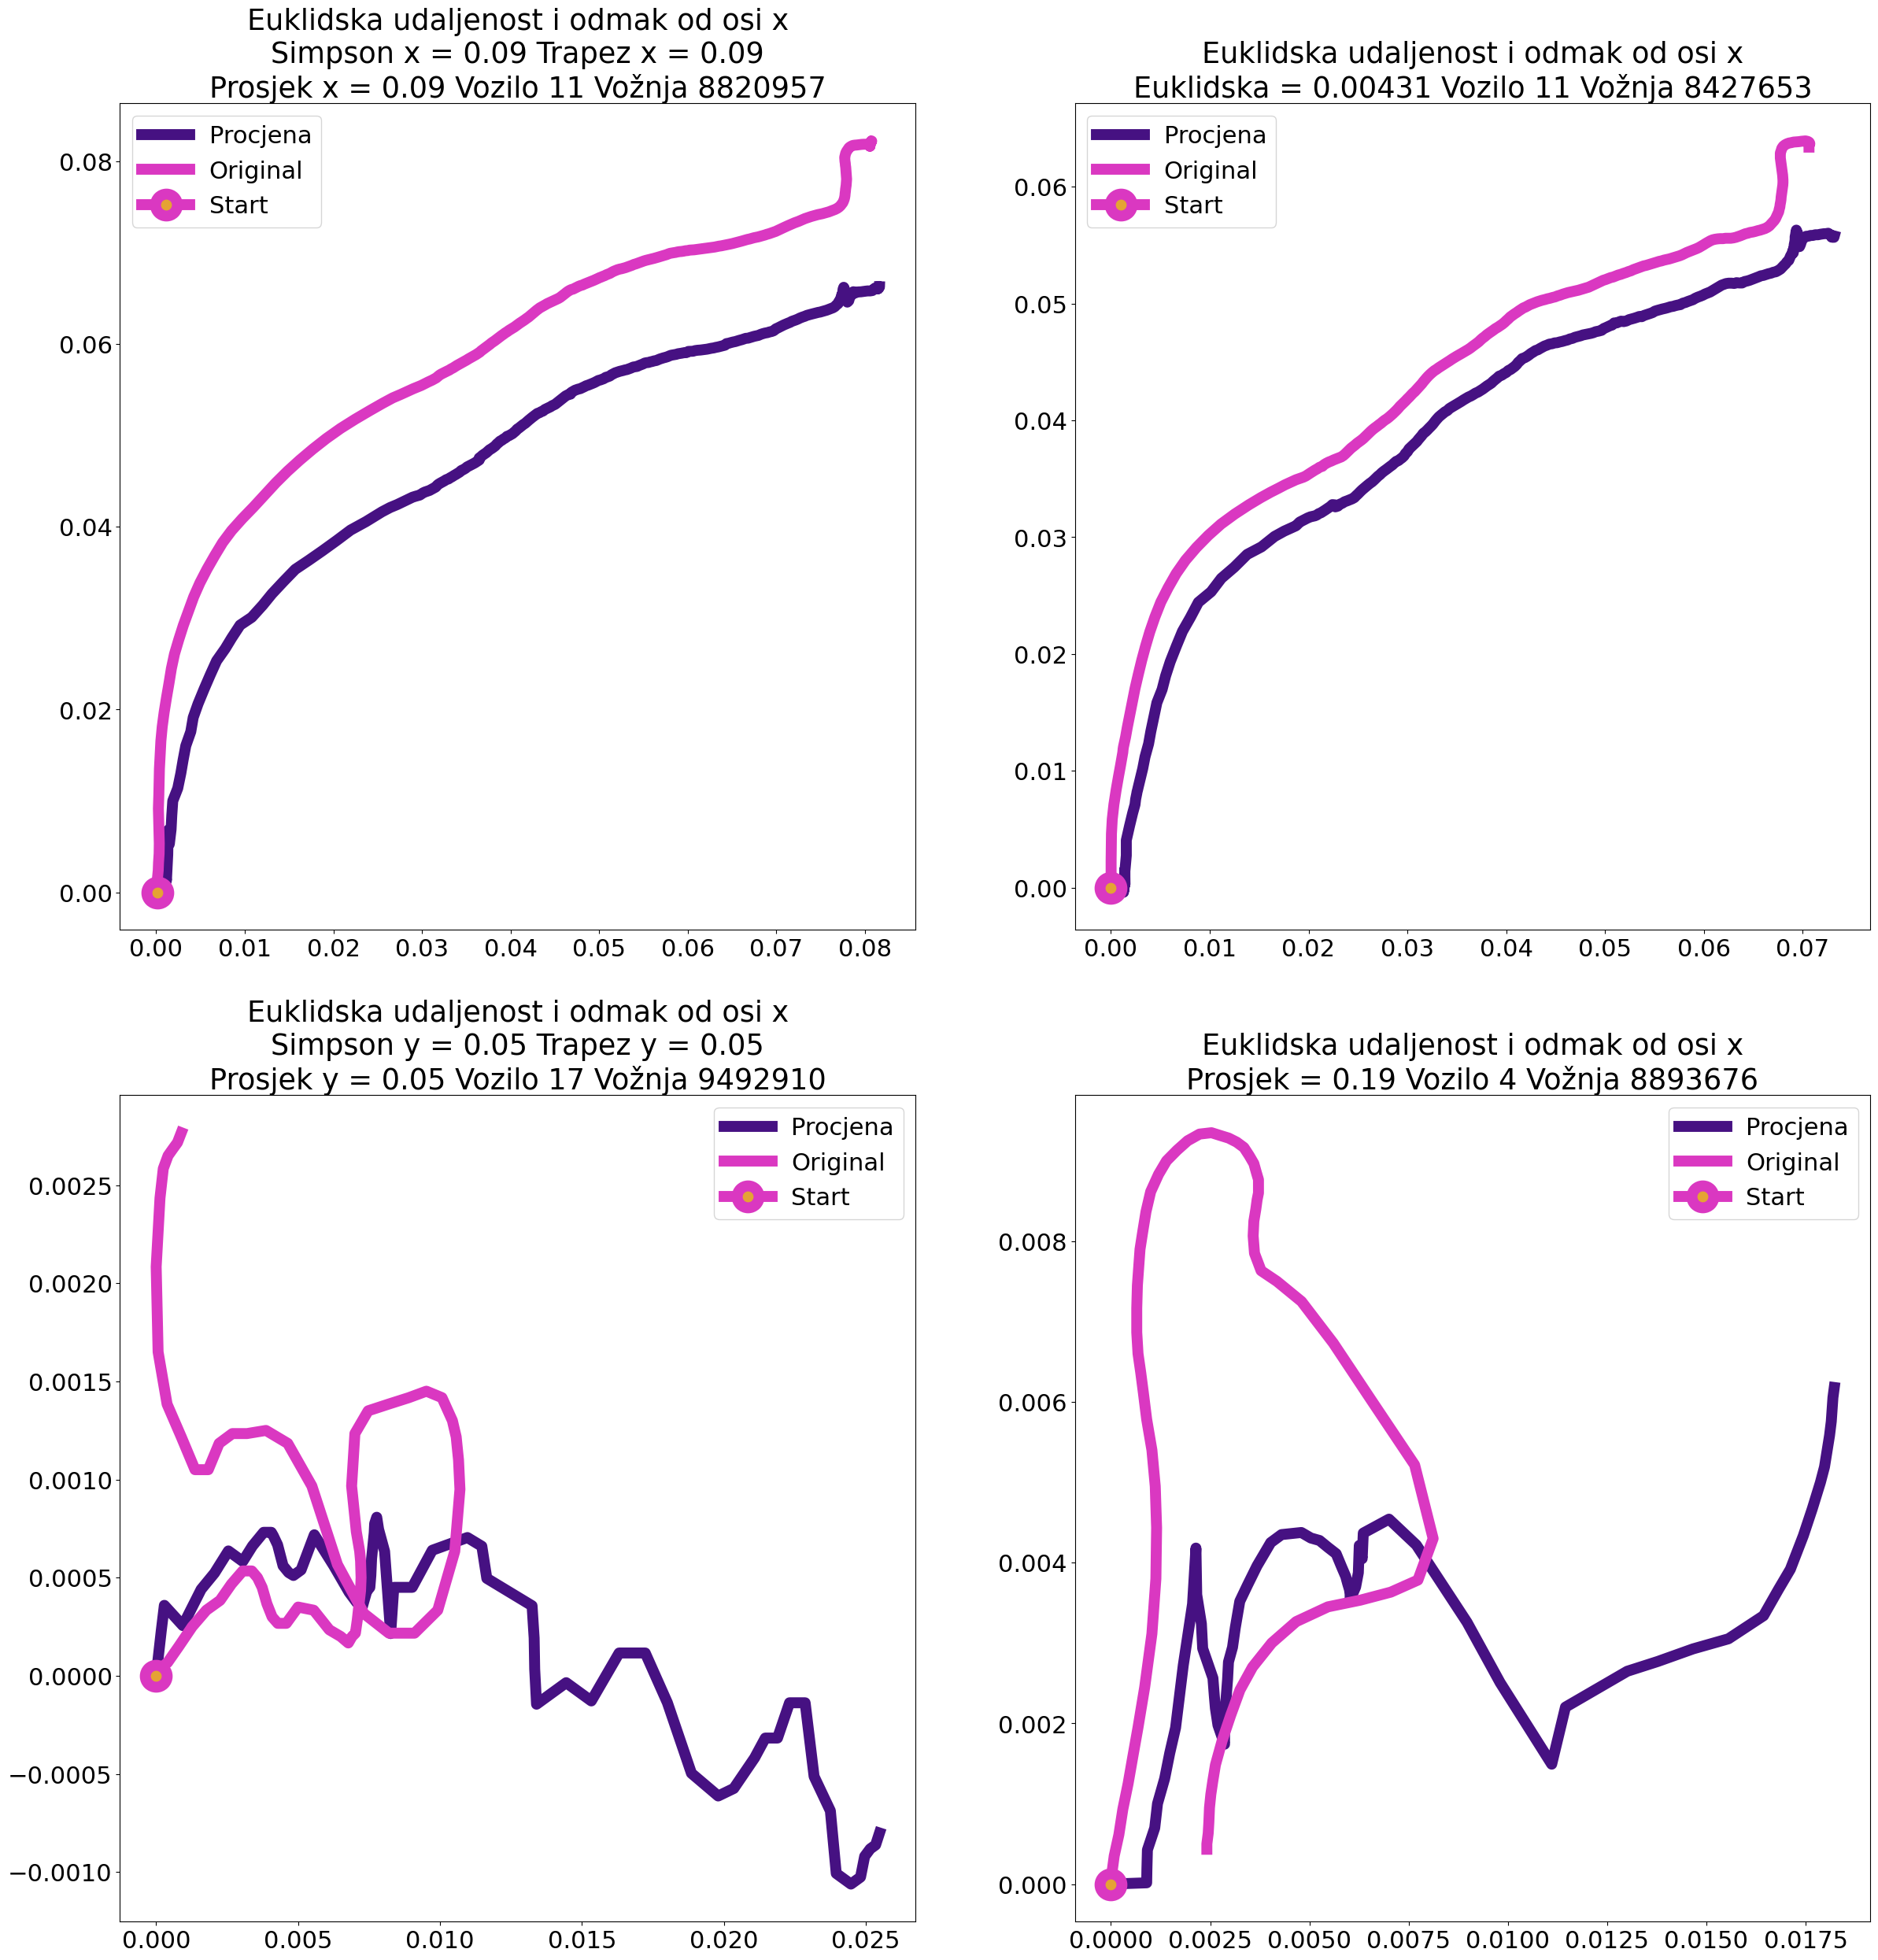 Euklidska udaljenost i odmak od osi x
Simpson x = 0.09 Trapez x = 0.09
Prosjek x = 0.09 Vozilo 11 Vožnja 8820957
Procjena
Original
Start
0.08
0.06
0.04
0.02
0.00
0.00 0.01 0.02 0.03 0.04 0.05 0.06 0.07 0.08
Euklidska udaljenost i odmak od osi x
Euklidska = 0.00431 Vozilo 11 Vožnja 8427653
Procjena
Original
Start
0.06
0.05
0.04
0.03
0.02
0.01
0.00
0.00 0.01 0.02 0.03 0.04 0.05 0.06 0.07
Euklidska udaljenost i odmak od osi x
Simpson y = 0.05 Trapez y = 0.05
Prosjek y = 0.05 Vozilo 17 Vožnja 9492910
Procjena
Original
Start
0.0025
0.0020
0.0015
0.0010
0.0005
0.0000
−0.0005
−0.0010
0.000 0.005 0.010 0.015 0.020 0.025
Euklidska udaljenost i odmak od osi x
Prosjek = 0.19 Vozilo 4 Vožnja 8893676
Procjena
Original
Start
0.008
0.006
0.004
0.002
0.000
0.0000 0.0025 0.0050 0.0075 0.0100 0.0125 0.0150 0.0175